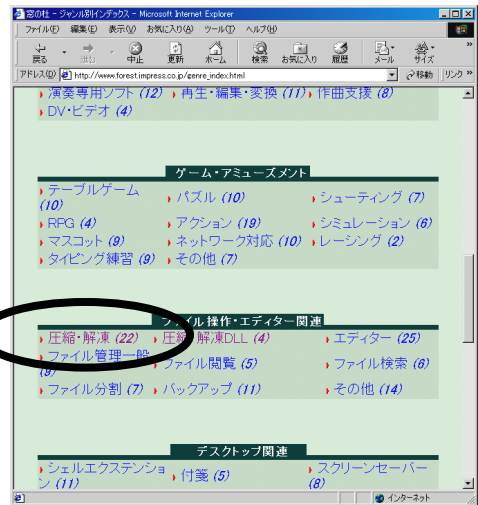 窓の杜 - ジャンル別インデックス - Microsoft Internet Explorer
ファイル(F) 編集(E) 表示(V) お気に入り(A) ツール(T) ヘルプ(H)
戻る 進む 中止 更新 ホーム 検索 お気に入り 履歴 メール サイズ
アドレス(D) http://www.forest.impress.co.jp/genre_index.html 移動 リンク »
演奏専用ソフト (12) 再生・編集・変換 (11) 作曲支援 (8)
DV・ビデオ (4)
ゲーム・アミューズメント
テーブルゲーム (10) パズル (10) シューティング (7)
RPG (4) アクション (19) シミュレーション (6)
マスコット (9) ネットワーク対応 (10) レーシング (2)
タイピング練習 (9) その他 (7)
ファイル操作・エディター関連
圧縮・解凍 (22) 圧縮・解凍DLL (4) エディター (25)
ファイル管理一般 (9) ファイル閲覧 (5) ファイル検索 (6)
ファイル分割 (7) バックアップ (11) その他 (14)
デスクトップ関連
シェルエクステンション (11) 付箋 (5) スクリーンセーバー (8)
インターネット